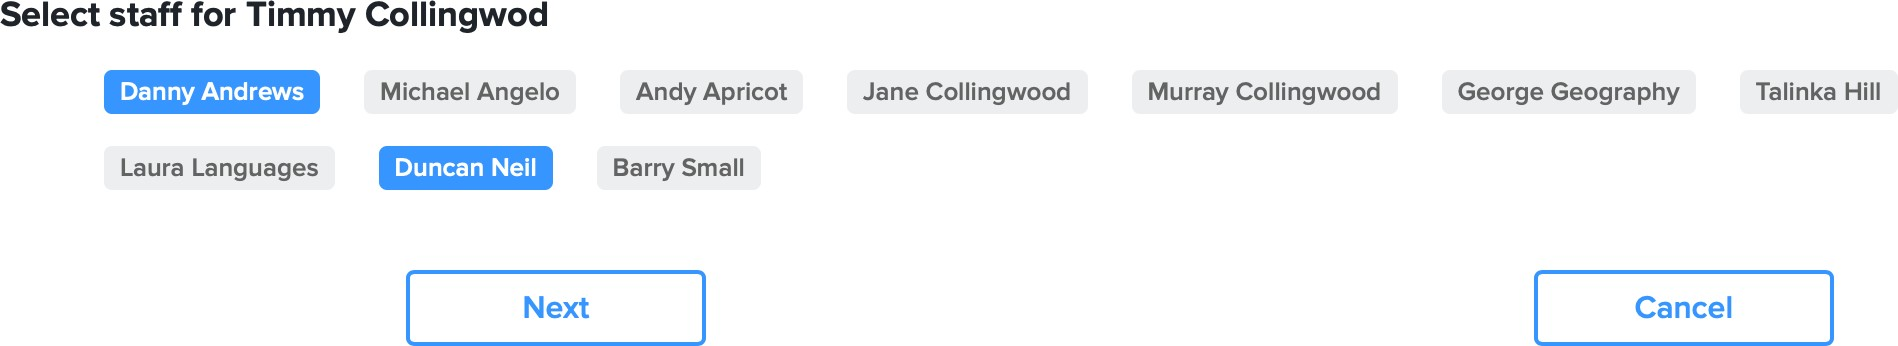 Select staff for Timmy Collingwod
Danny Andrews Michael Angelo Andy Apricot Jane Collingwood Murray Collingwood George Geography Talinka Hill
Laura Languages Duncan Neil Barry Small
Next Cancel